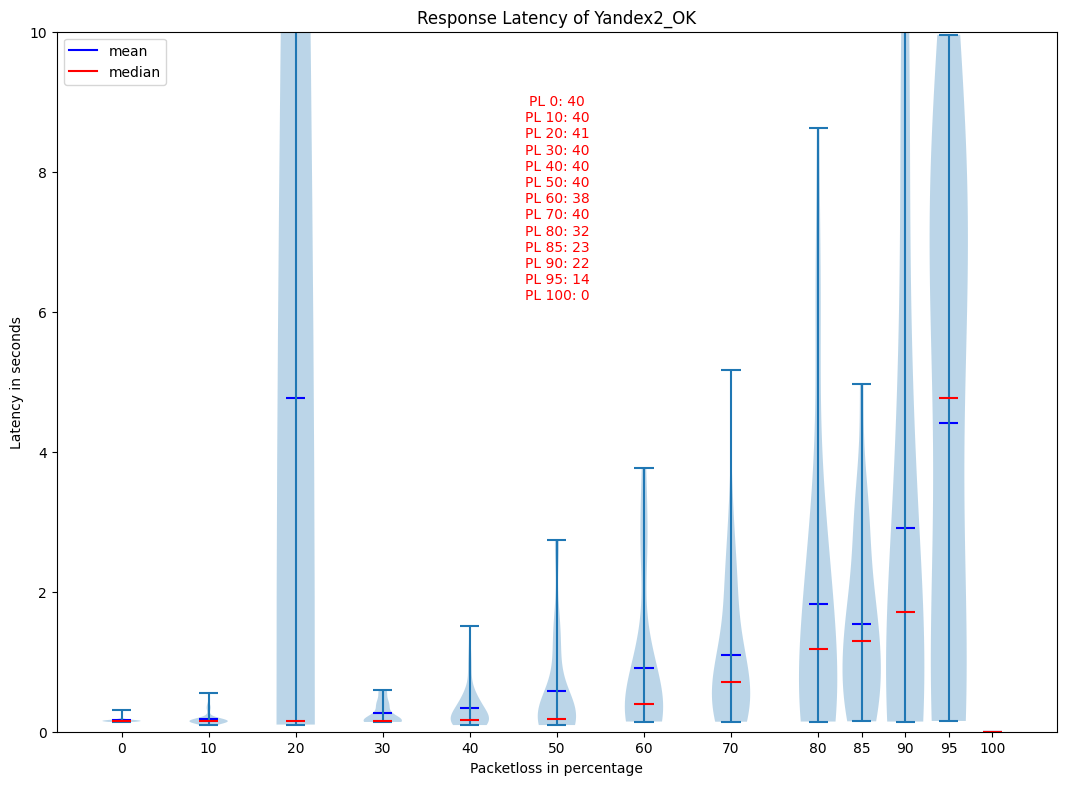 Response Latency of Yandex2_OK
mean
median
PL 0: 40
PL 10: 40
PL 20: 41
PL 30: 40
PL 40: 40
PL 50: 40
PL 60: 38
PL 70: 40
PL 80: 32
PL 85: 23
PL 90: 22
PL 95: 14
PL 100: 0
Latency in seconds
10
8
6
4
2
0
0 10 20 30 40 50 60 70 80 85 90 95 100
Packetloss in percentage